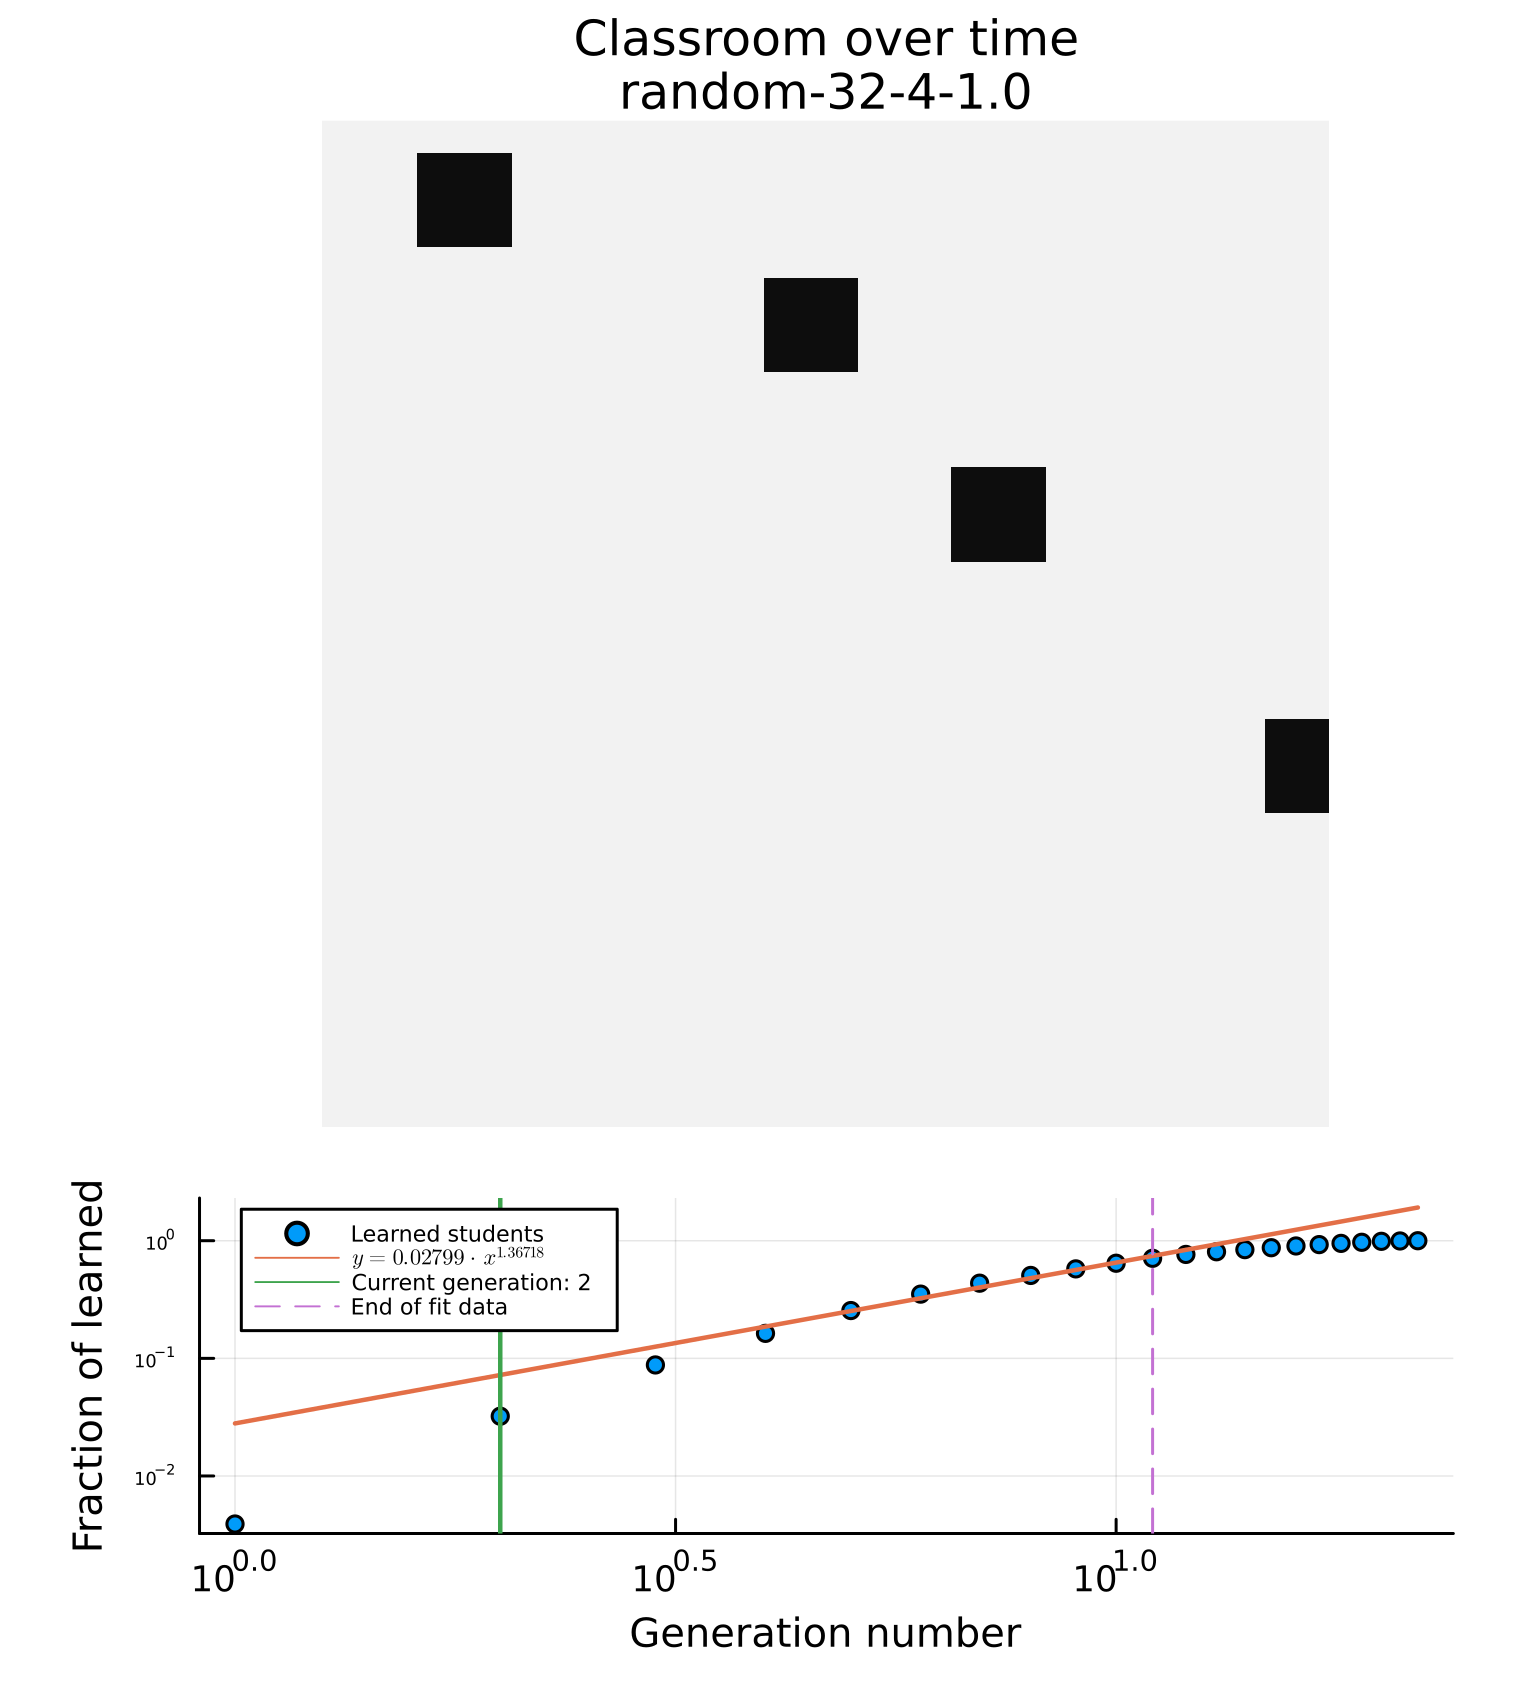 Classroom over time
random-32-4-1.0
Fraction of learned
10^0
10^-1
10^-2
Learned students
y = 0.02799 · x^1.36718
Current generation: 2
End of fit data
10^0.0 10^0.5 10^1.0
Generation number